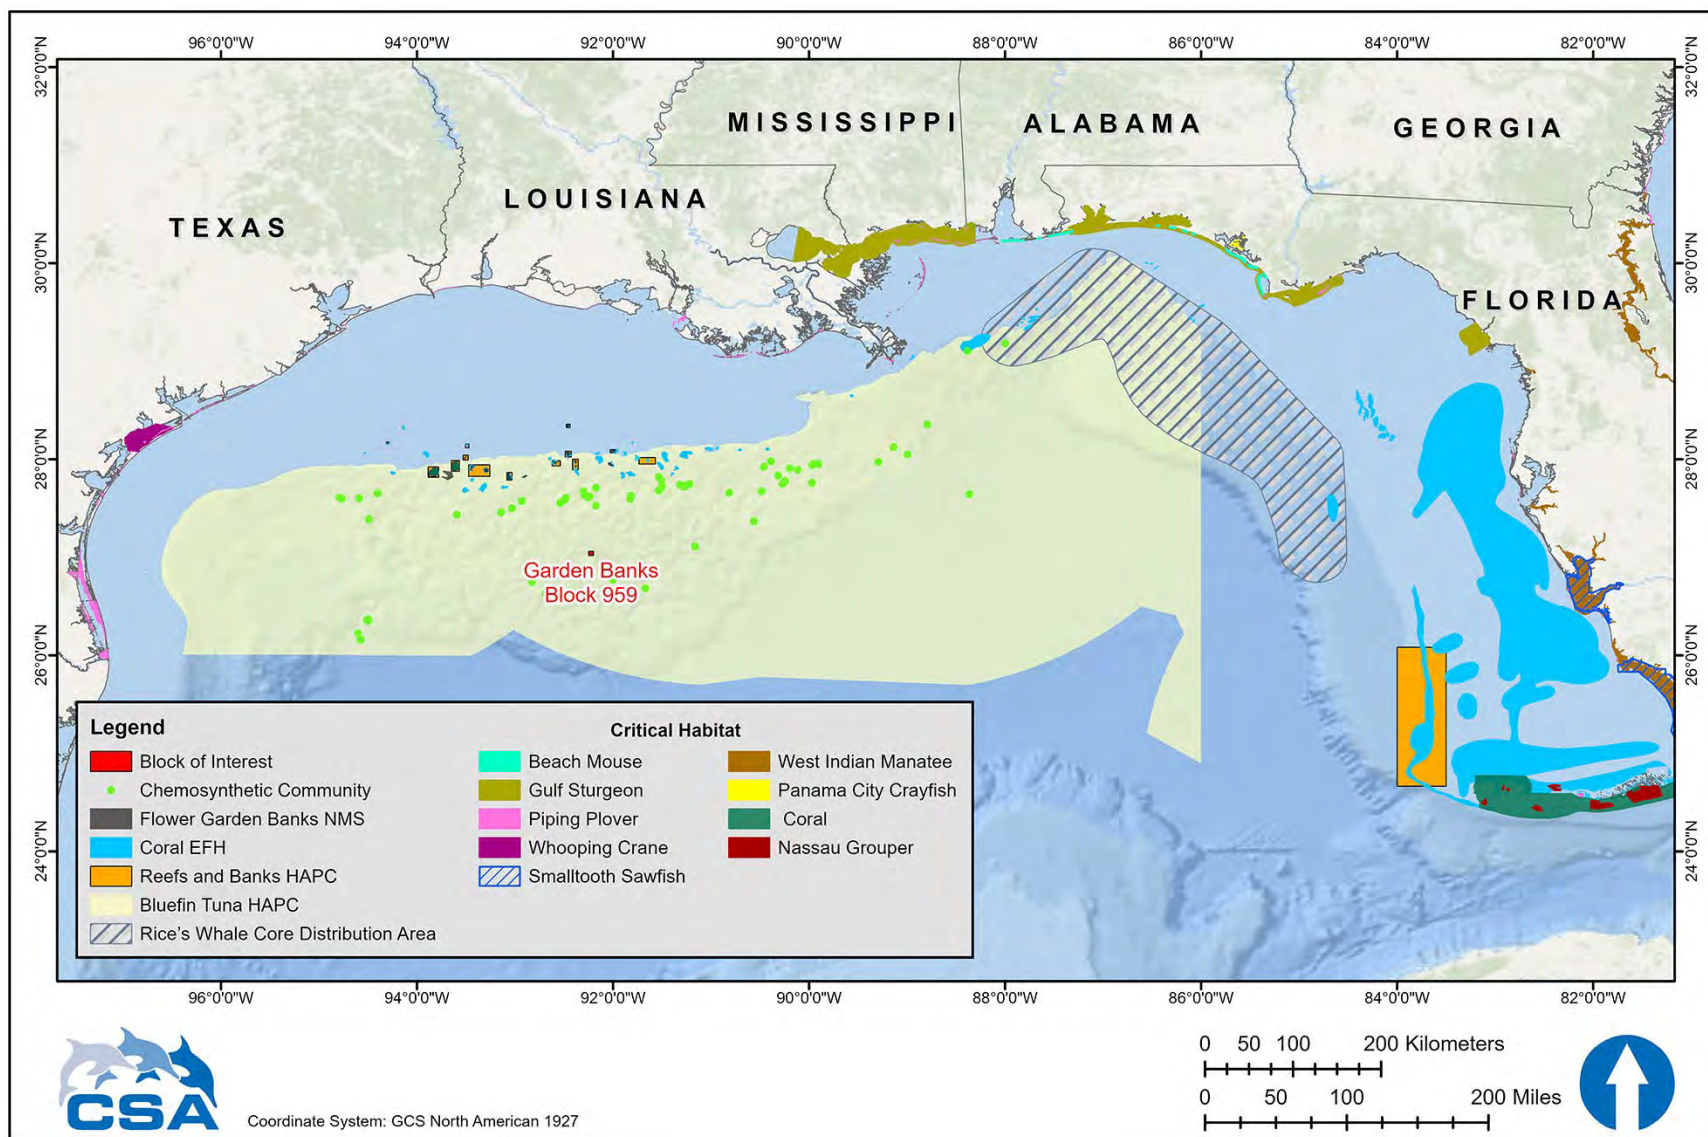 96°0'0"W 94°0'0"W 92°0'0"W 90°0'0"W 88°0'0"W 86°0'0"W 84°0'0"W 82°0'0"W
32°0'0"N
32°0'0"N
MISSISSIPPI
ALABAMA
GEORGIA
LOUISIANA
TEXAS
30°0'0"N
30°0'0"N
FLORIDA
28°0'0"N
28°0'0"N
Garden Banks
Block 959
26°0'0"N
26°0'0"N
24°0'0"N
24°0'0"N
Legend
Block of Interest
Chemosynthetic Community
Flower Garden Banks NMS
Coral EFH
Reefs and Banks HAPC
Bluefin Tuna HAPC
Rice's Whale Core Distribution Area
Critical Habitat
Beach Mouse
Gulf Sturgeon
Piping Plover
Whooping Crane
Smalltooth Sawfish
West Indian Manatee
Panama City Crayfish
Coral
Nassau Grouper
96°0'0"W 94°0'0"W 92°0'0"W 90°0'0"W 88°0'0"W 86°0'0"W 84°0'0"W 82°0'0"W
CSA
Coordinate System: GCS North American 1927
0 50 100 200 Kilometers
0 50 100 200 Miles